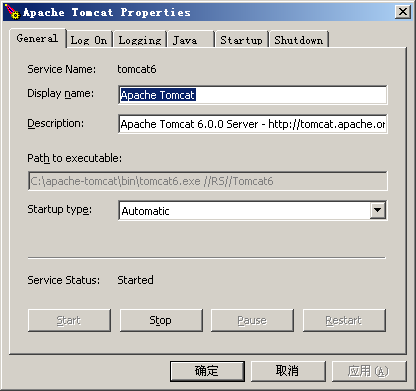 Apache Tomcat Properties
General Log On Logging Java Startup Shutdown
Service Name: tomcat6
Display name: Apache Tomcat
Description: Apache Tomcat 6.0.0 Server - http://tomcat.apache.or
Path to executable:
C:\apache-tomcat\bin\tomcat6.exe //RS//Tomcat6
Startup type: Automatic
Service Status: Started
Start Stop Pause Restart
确定 取消 应用(A)